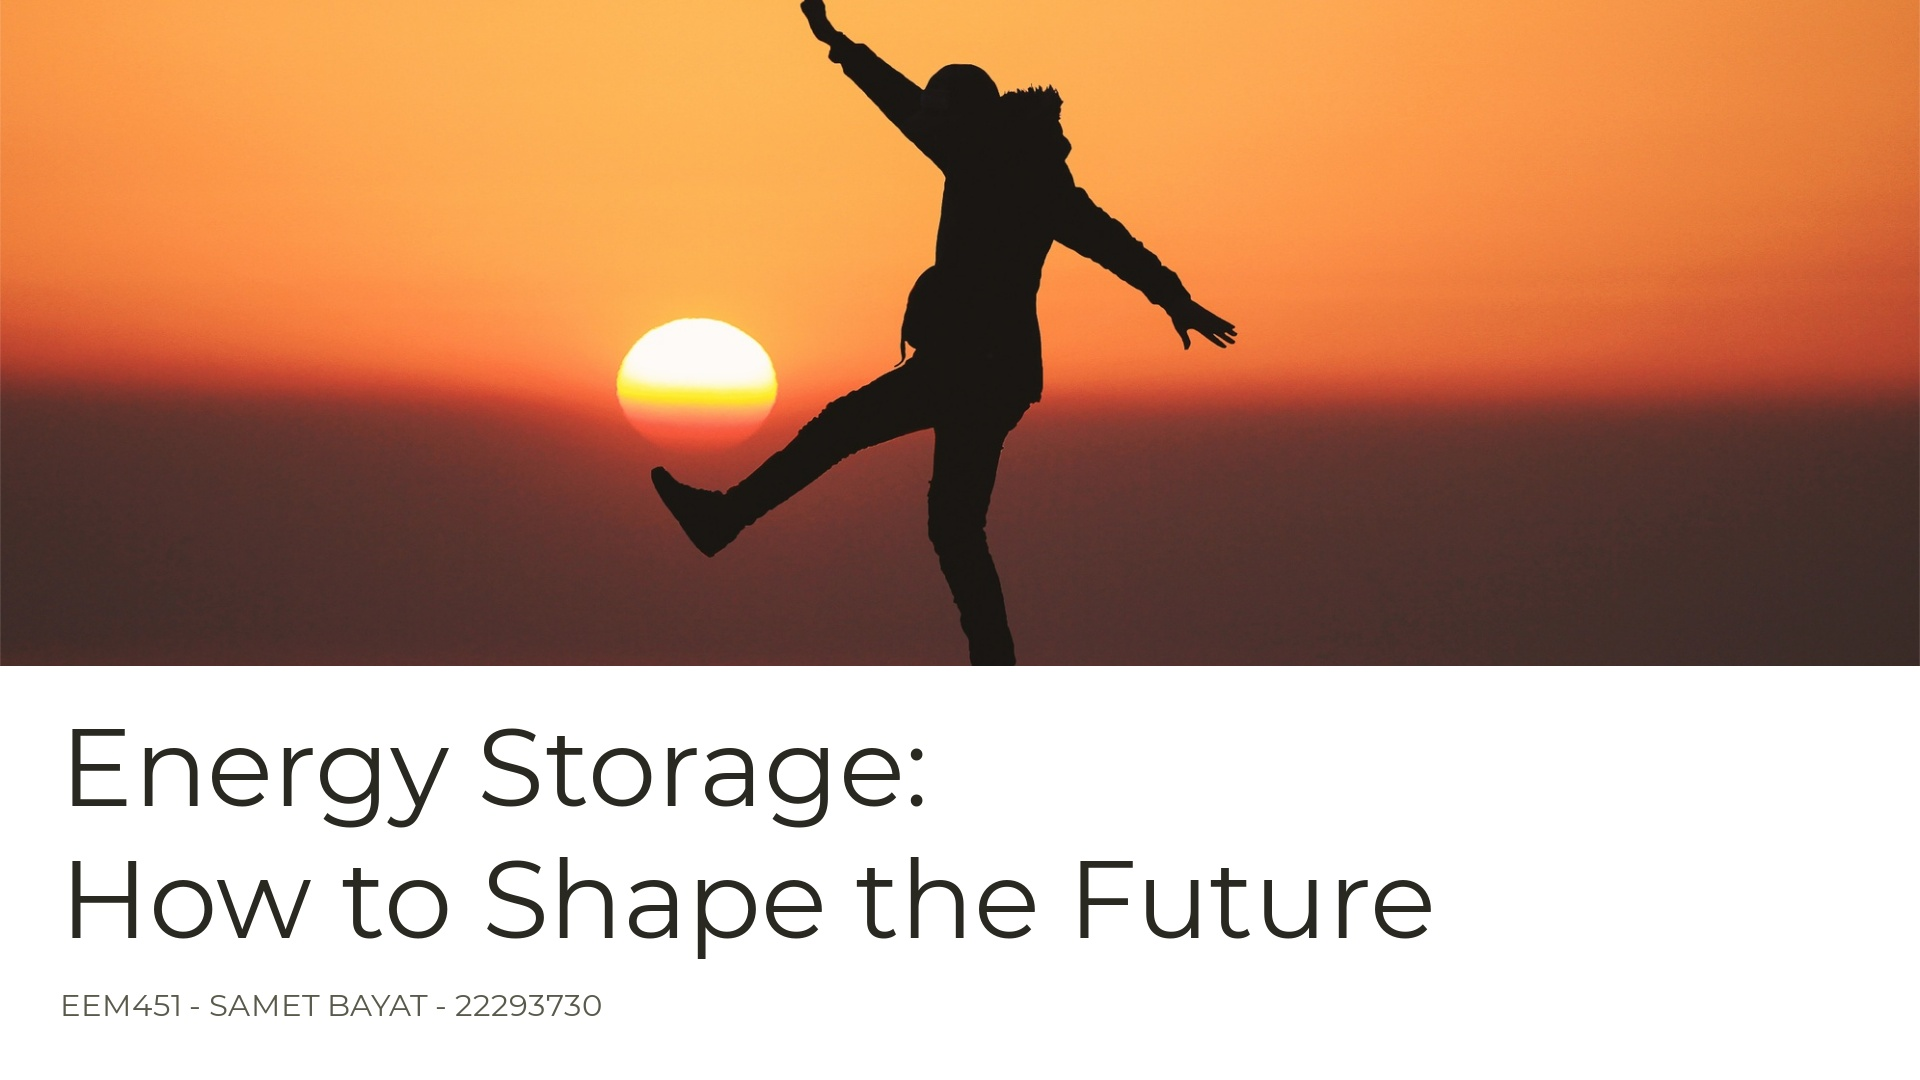 Energy Storage:
How to Shape the Future
EEM451 - SAMET BAYAT - 22293730